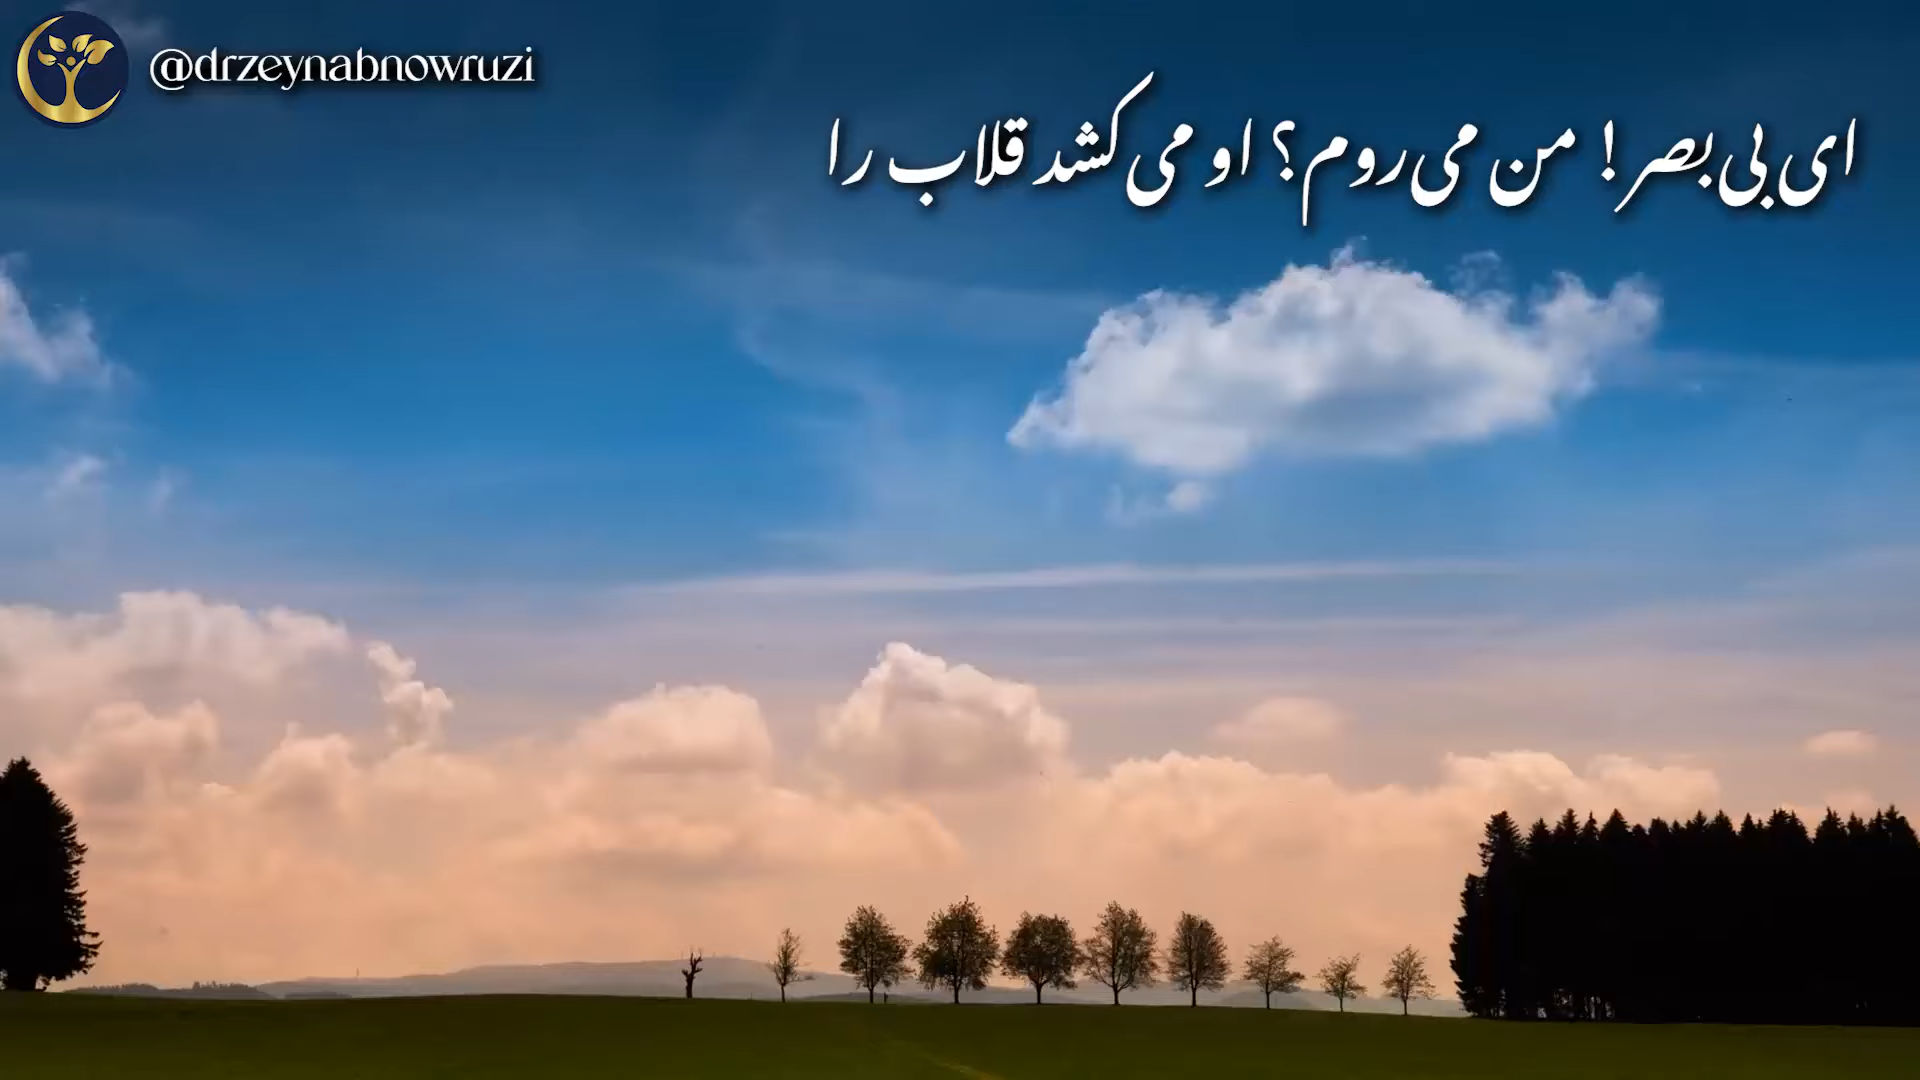 @drzeynabnowruzi
ای بی بصر! من می روم؟ او می کشد قلاب را